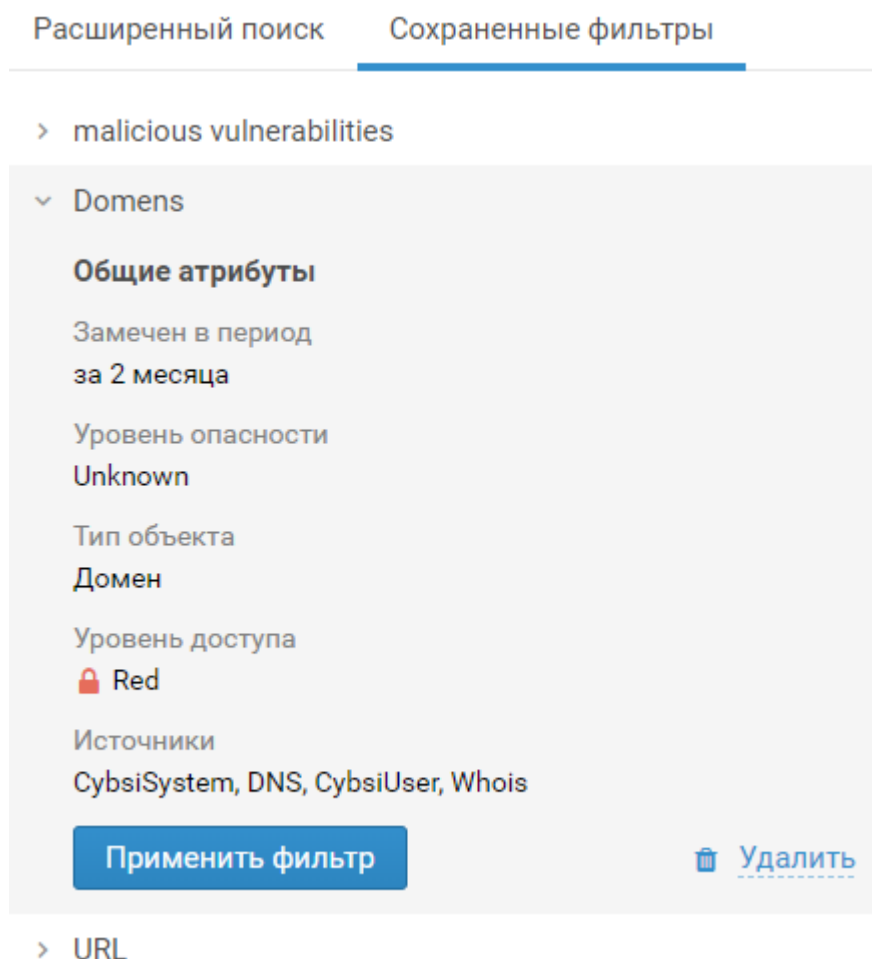 Расширенный поиск Сохраненные фильтры
malicious vulnerabilities
Domens
Общие атрибуты
Замечен в период
за 2 месяца
Уровень опасности
Unknown
Тип объекта
Домен
Уровень доступа
Red
Источники
CybsiSystem, DNS, CybsiUser, Whois
Применить фильтр Удалить
URL